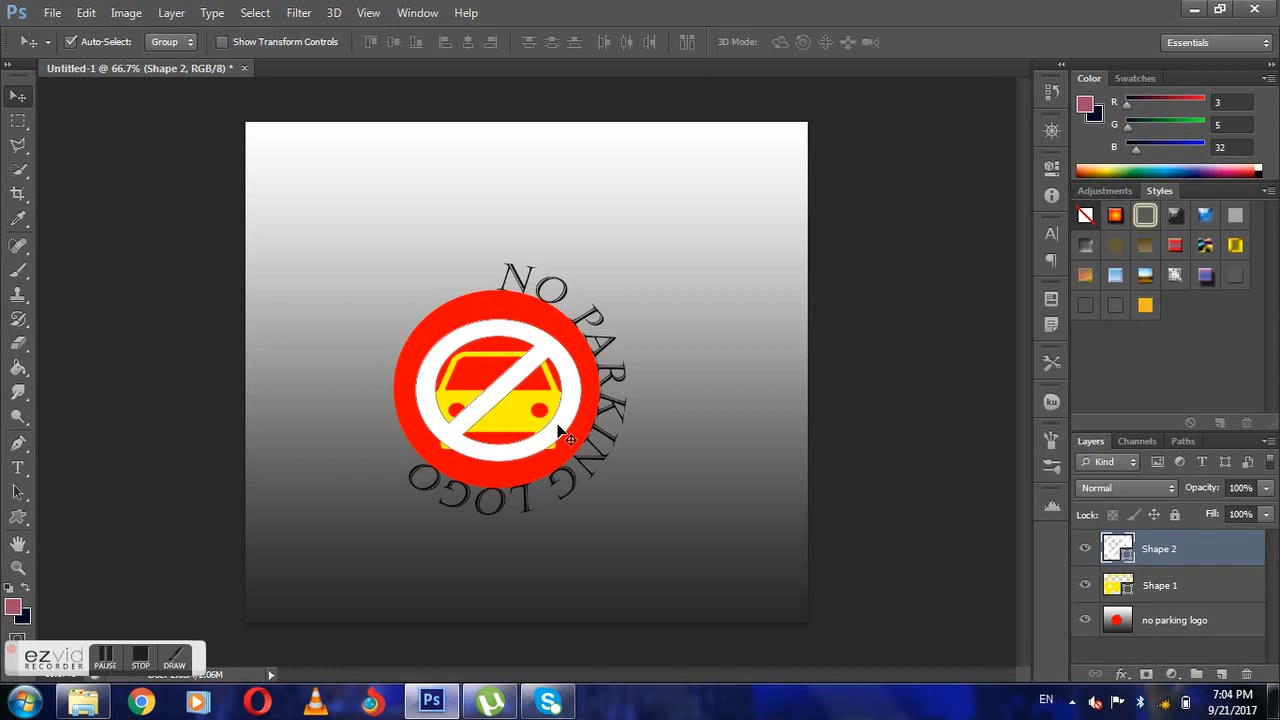 Ps File Edit Image Layer Type Select Filter 3D View Window Help
Auto-Select: Group Show Transform Controls 3D Mode: Essentials
Untitled-1 @ 66.7% (Shape 2, RGB/8) * ×
Color Swatches
R 3
G 5
B 32
Adjustments Styles
NO PARKING LOGO
Layers Channels Paths
Kind
Normal Opacity: 100%
Lock: Fill: 100%
Shape 2
Shape 1
no parking logo
ezvid
RECORDER
PAUSE STOP DRAW
EN
7:04 PM
9/21/2017